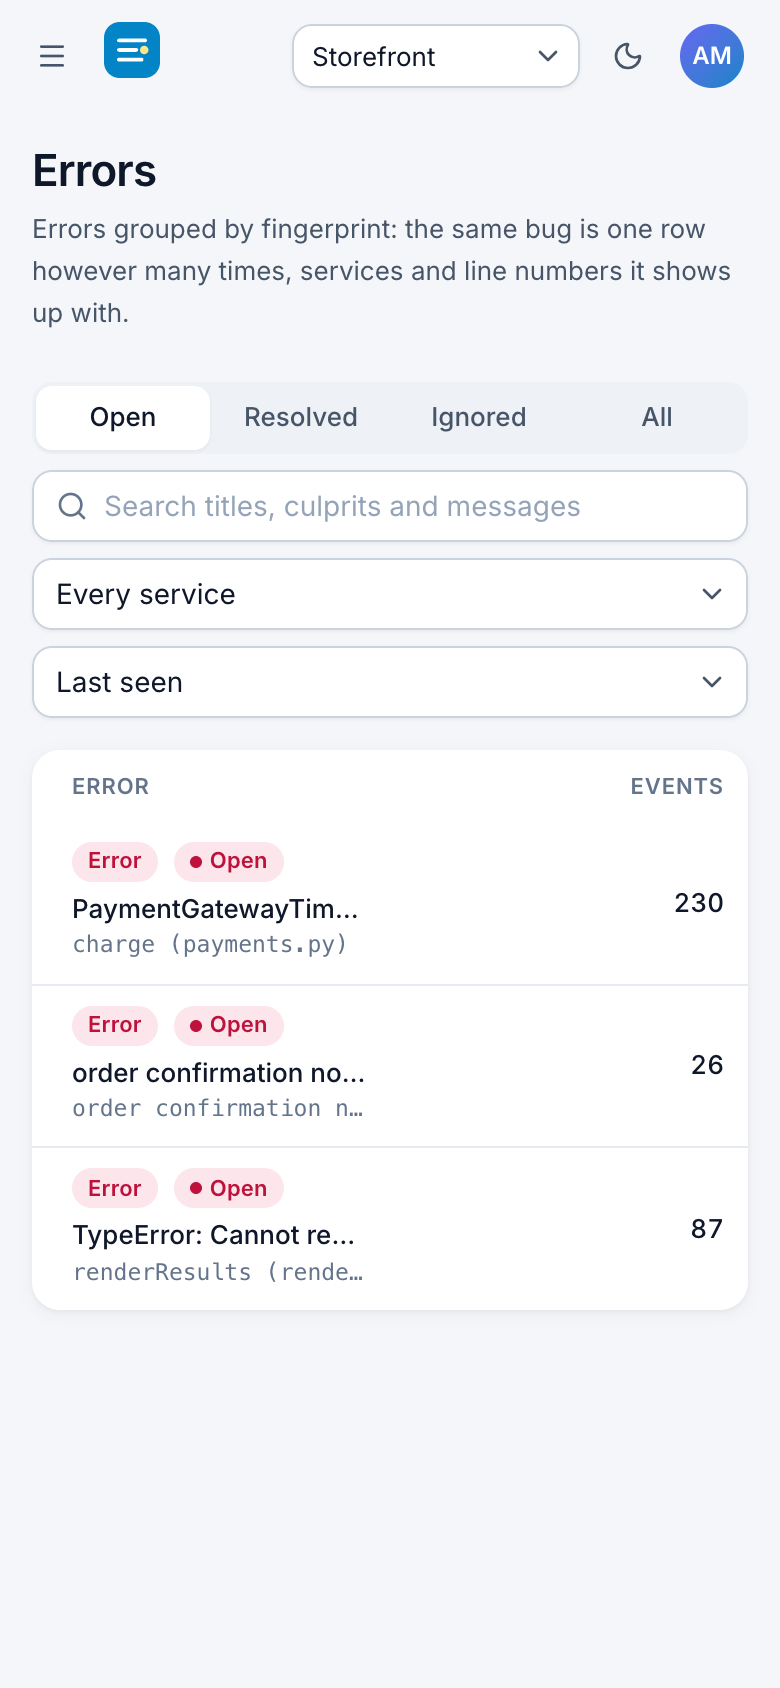 Storefront
AM
Errors
Errors grouped by fingerprint: the same bug is one row
however many times, services and line numbers it shows
up with.
Open Resolved Ignored All
Search titles, culprits and messages
Every service
Last seen
ERROR EVENTS
Error Open
PaymentGatewayTim... 230
charge (payments.py)
Error Open
order confirmation no... 26
order confirmation n…
Error Open
TypeError: Cannot re... 87
renderResults (rende…